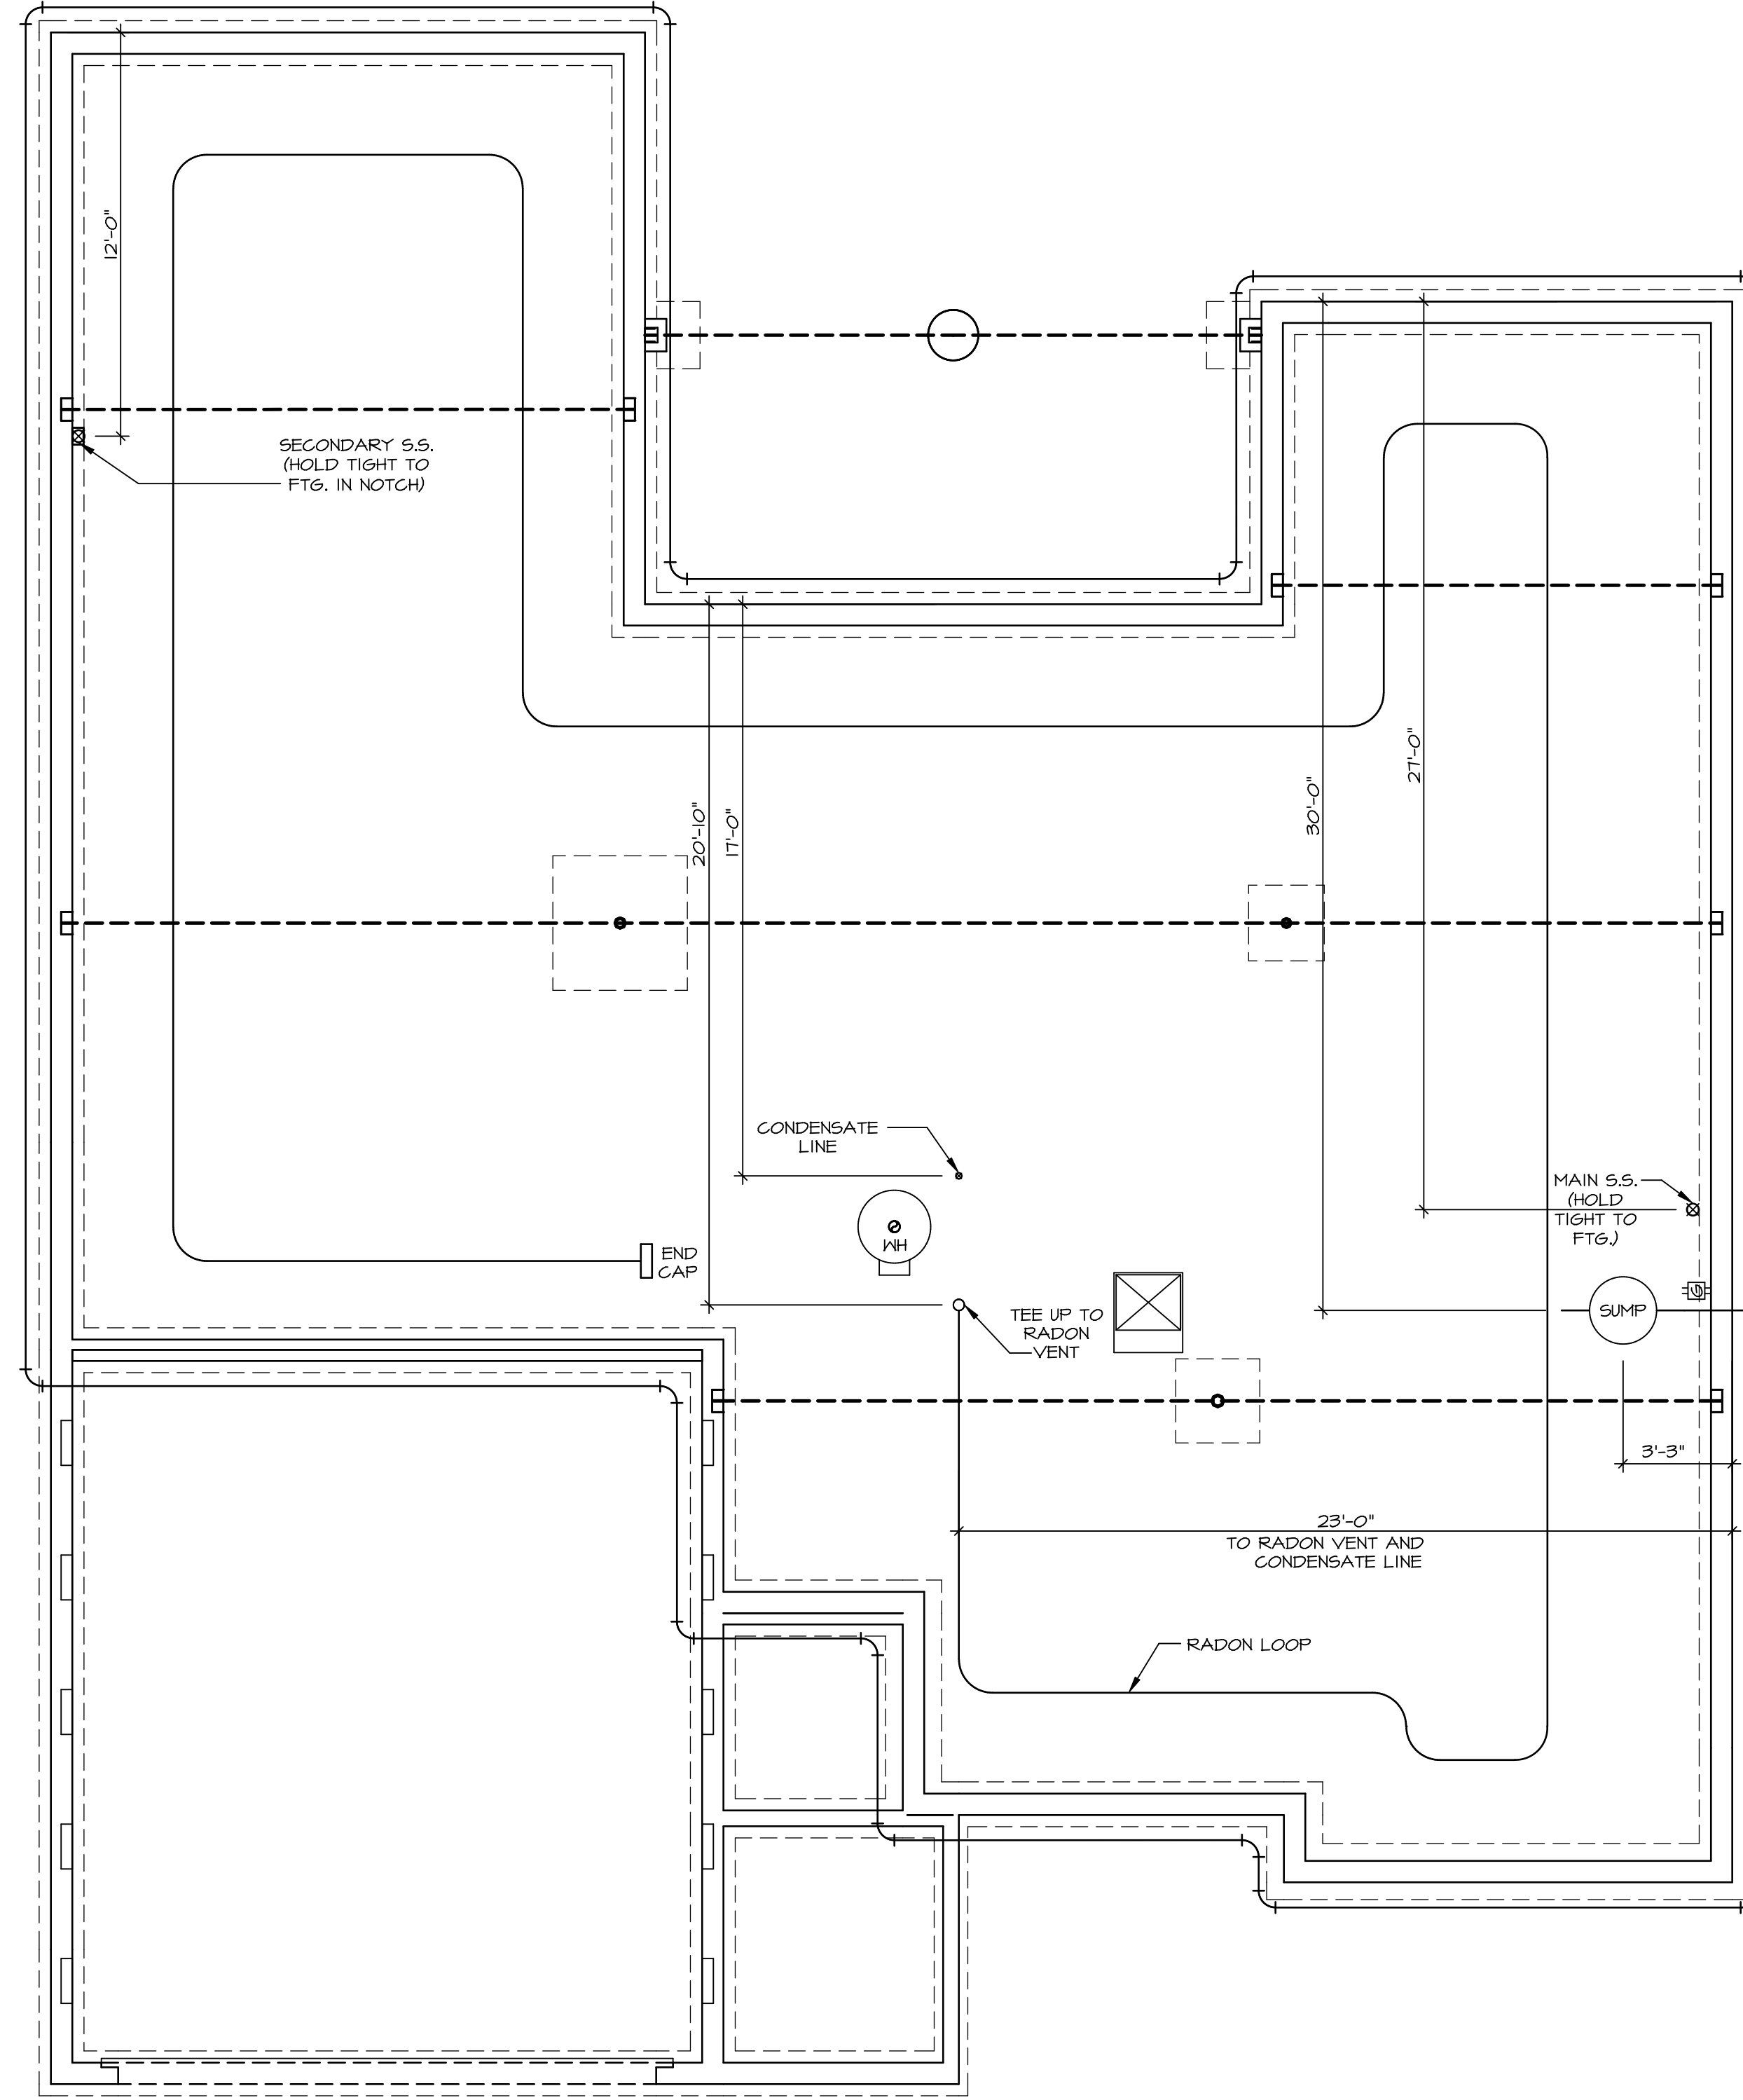 12'-0"
SECONDARY S.S.
(HOLD TIGHT TO
FTG. IN NOTCH)
27'-0"
30'-0"
20'-10"
17'-0"
CONDENSATE
LINE
MAIN S.S.
(HOLD
TIGHT TO
FTG.)
WH
END
CAP
SUMP
TEE UP TO
RADON
VENT
3'-3"
23'-0"
TO RADON VENT AND
CONDENSATE LINE
RADON LOOP